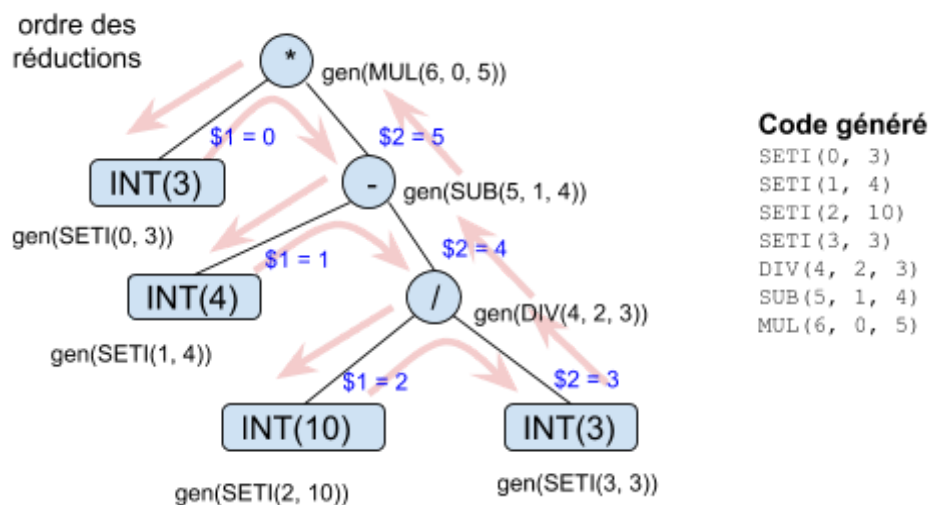 ordre des
réductions
*
gen(MUL(6, 0, 5))
$1 = 0
$2 = 5
INT(3)
-
gen(SUB(5, 1, 4))
gen(SETI(0, 3))
$1 = 1
$2 = 4
INT(4)
/
gen(DIV(4, 2, 3))
gen(SETI(1, 4))
$1 = 2
$2 = 3
INT(10)
INT(3)
gen(SETI(2, 10))
gen(SETI(3, 3))
Code généré
SETI(0, 3)
SETI(1, 4)
SETI(2, 10)
SETI(3, 3)
DIV(4, 2, 3)
SUB(5, 1, 4)
MUL(6, 0, 5)